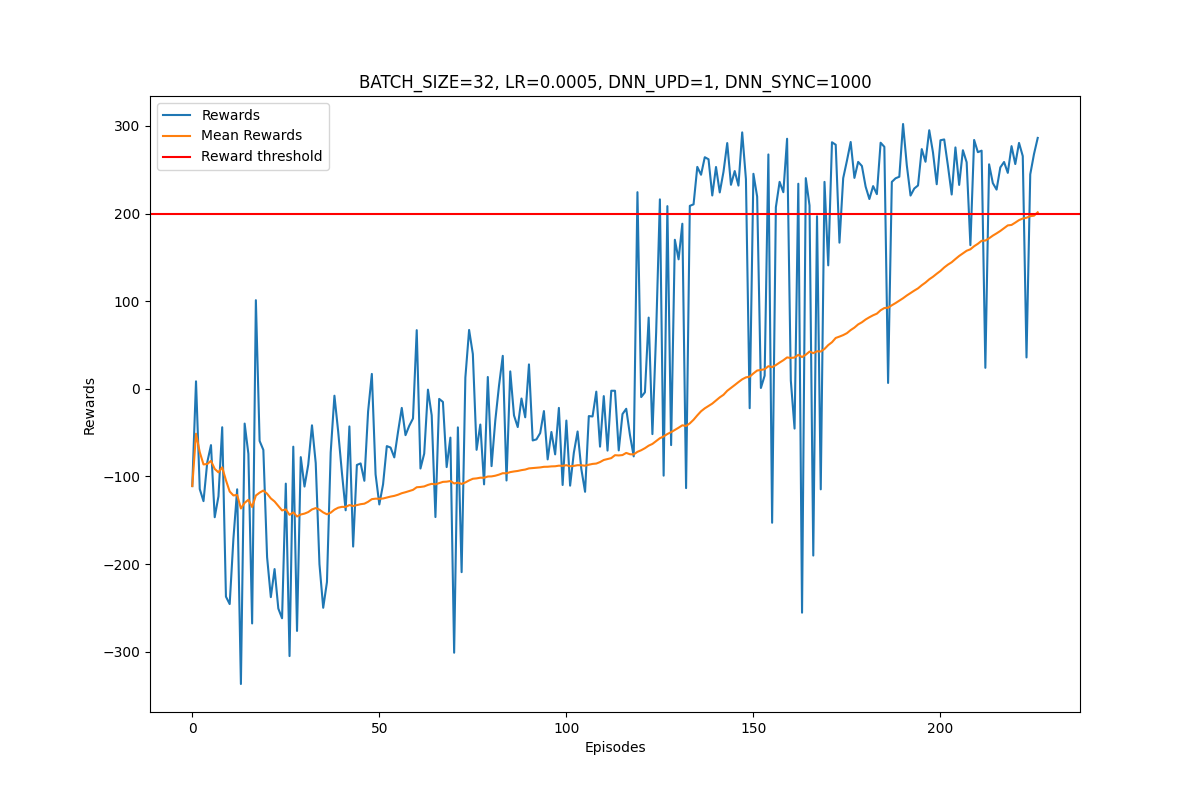 BATCH_SIZE=32, LR=0.0005, DNN_UPD=1, DNN_SYNC=1000
Rewards
Mean Rewards
Reward threshold
300
200
100
0
−100
−200
−300
Rewards
0
50
100
150
200
Episodes